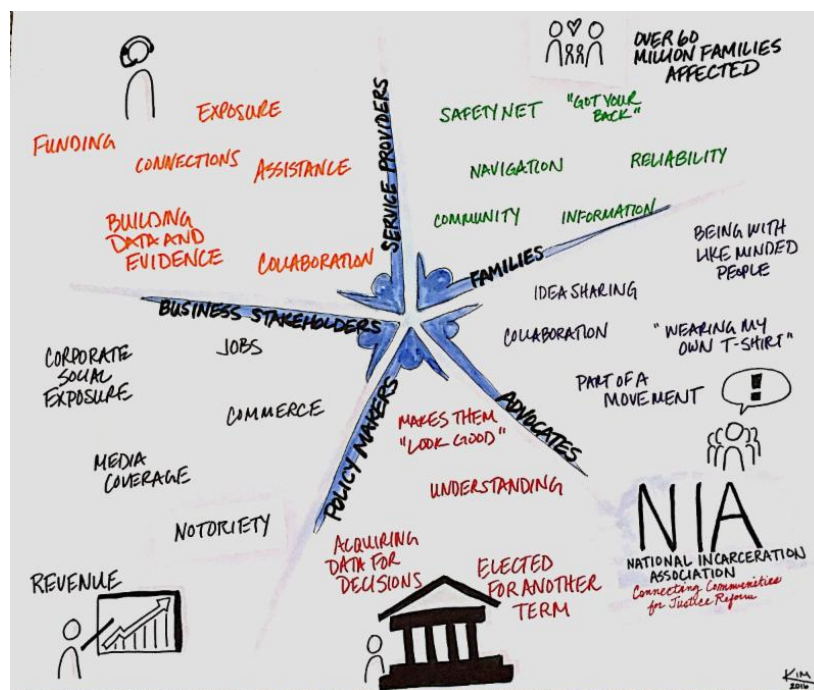 OVER 60
MILLION FAMILIES
AFFECTED
SERVICE PROVIDERS
EXPOSURE
FUNDING
CONNECTIONS
ASSISTANCE
BUILDING
DATA AND
EVIDENCE
COLLABORATION
SAFETY NET
"GOT YOUR
BACK"
NAVIGATION
RELIABILITY
COMMUNITY
INFORMATION
FAMILIES
BEING WITH
LIKE MINDED
PEOPLE
IDEA SHARING
COLLABORATION
"WEARING MY
OWN T-SHIRT"
PART OF A
MOVEMENT
!
ADVOCATES
BUSINESS STAKEHOLDERS
JOBS
CORPORATE
SOCIAL
EXPOSURE
COMMERCE
MEDIA
COVERAGE
NOTORIETY
REVENUE
POLICY MAKERS
MAKES THEM
"LOOK GOOD"
UNDERSTANDING
ACQUIRING
DATA FOR
DECISIONS
ELECTED
FOR ANOTHER
TERM
NIA
NATIONAL INCARCERATION
ASSOCIATION
Connecting Communities
for Justice Reform
KIM
2016